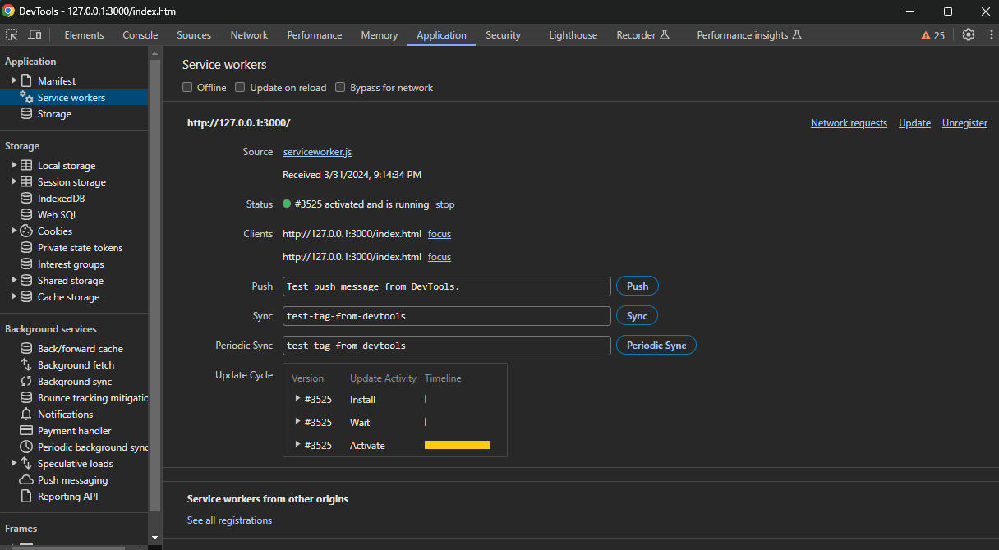 DevTools - 127.0.0.1:3000/index.html
Elements Console Sources Network Performance Memory Application Security Lighthouse Recorder Performance insights 25
Application
Manifest
Service workers
Storage
Storage
Local storage
Session storage
IndexedDB
Web SQL
Cookies
Private state tokens
Interest groups
Shared storage
Cache storage
Background services
Back/forward cache
Background fetch
Background sync
Bounce tracking mitigatic
Notifications
Payment handler
Periodic background sync
Speculative loads
Push messaging
Reporting API
Frames
Service workers
Offline Update on reload Bypass for network
http://127.0.0.1:3000/ Network requests Update Unregister
Source serviceworker.js
Received 3/31/2024, 9:14:34 PM
Status #3525 activated and is running stop
Clients http://127.0.0.1:3000/index.html focus
http://127.0.0.1:3000/index.html focus
Push Test push message from DevTools. Push
Sync test-tag-from-devtools Sync
Periodic Sync test-tag-from-devtools Periodic Sync
Update Cycle Version Update Activity Timeline
#3525 Install
#3525 Wait
#3525 Activate
Service workers from other origins
See all registrations